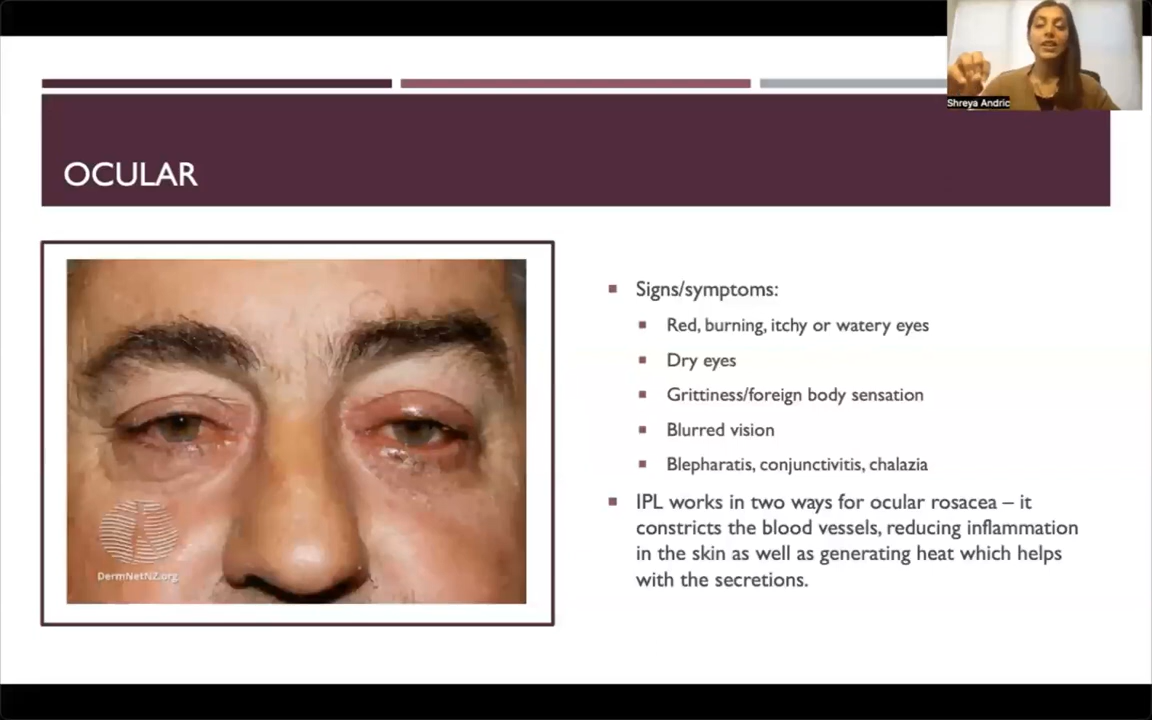 Shreya Andric
OCULAR
DermNetNZ.org
Signs/symptoms:
Red, burning, itchy or watery eyes
Dry eyes
Grittiness/foreign body sensation
Blurred vision
Blepharatis, conjunctivitis, chalazia
IPL works in two ways for ocular rosacea – it
constricts the blood vessels, reducing inflammation
in the skin as well as generating heat which helps
with the secretions.